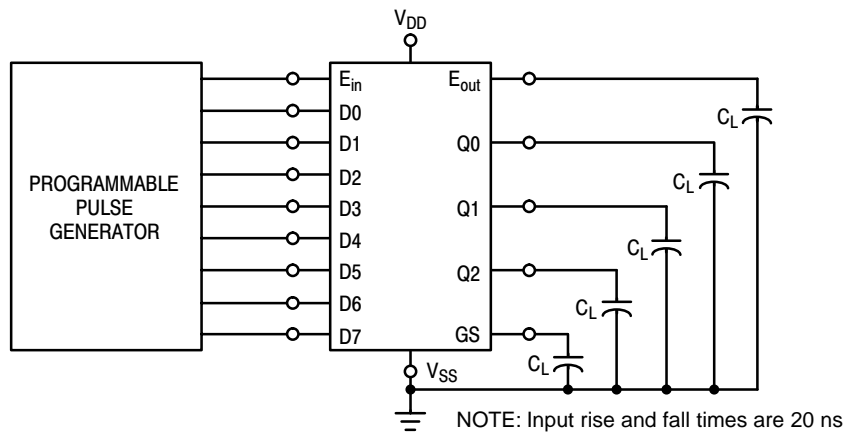 VDD
PROGRAMMABLE
PULSE
GENERATOR
Ein
D0
D1
D2
D3
D4
D5
D6
D7
Eout
Q0
Q1
Q2
GS
CL
CL
CL
CL
CL
VSS
NOTE: Input rise and fall times are 20 ns